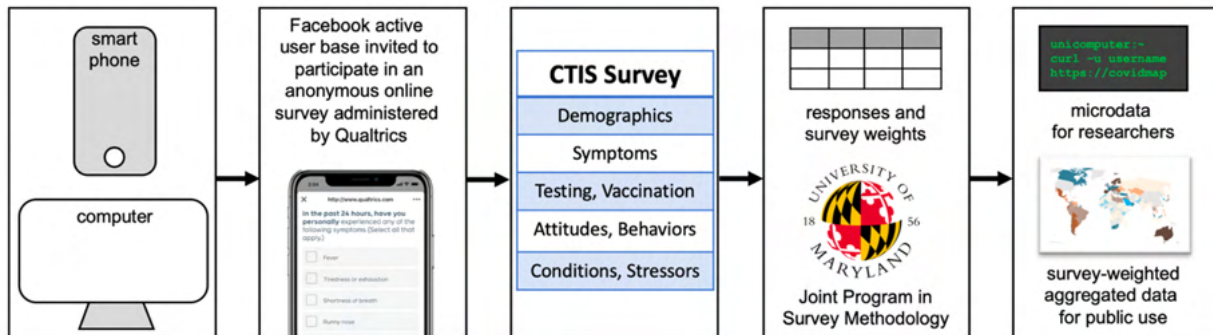 smart
phone
computer
Facebook active
user base invited to
participate in an
anonymous online
survey administered
by Qualtrics
http://www.qualtrics.com
In the past 24 hours, have you
personally experienced any of the
following symptoms (Select all that
apply.)
Fever
Tiredness or exhaustion
Shortness of breath
Runny nose
CTIS Survey
Demographics
Symptoms
Testing, Vaccination
Attitudes, Behaviors
Conditions, Stressors
responses and
survey weights
UNIVERSITY OF
18 56
MARYLAND
Joint Program in
Survey Methodology
unicomputer:~
curl -u username
https://covidmap
microdata
for researchers
survey-weighted
aggregated data
for public use